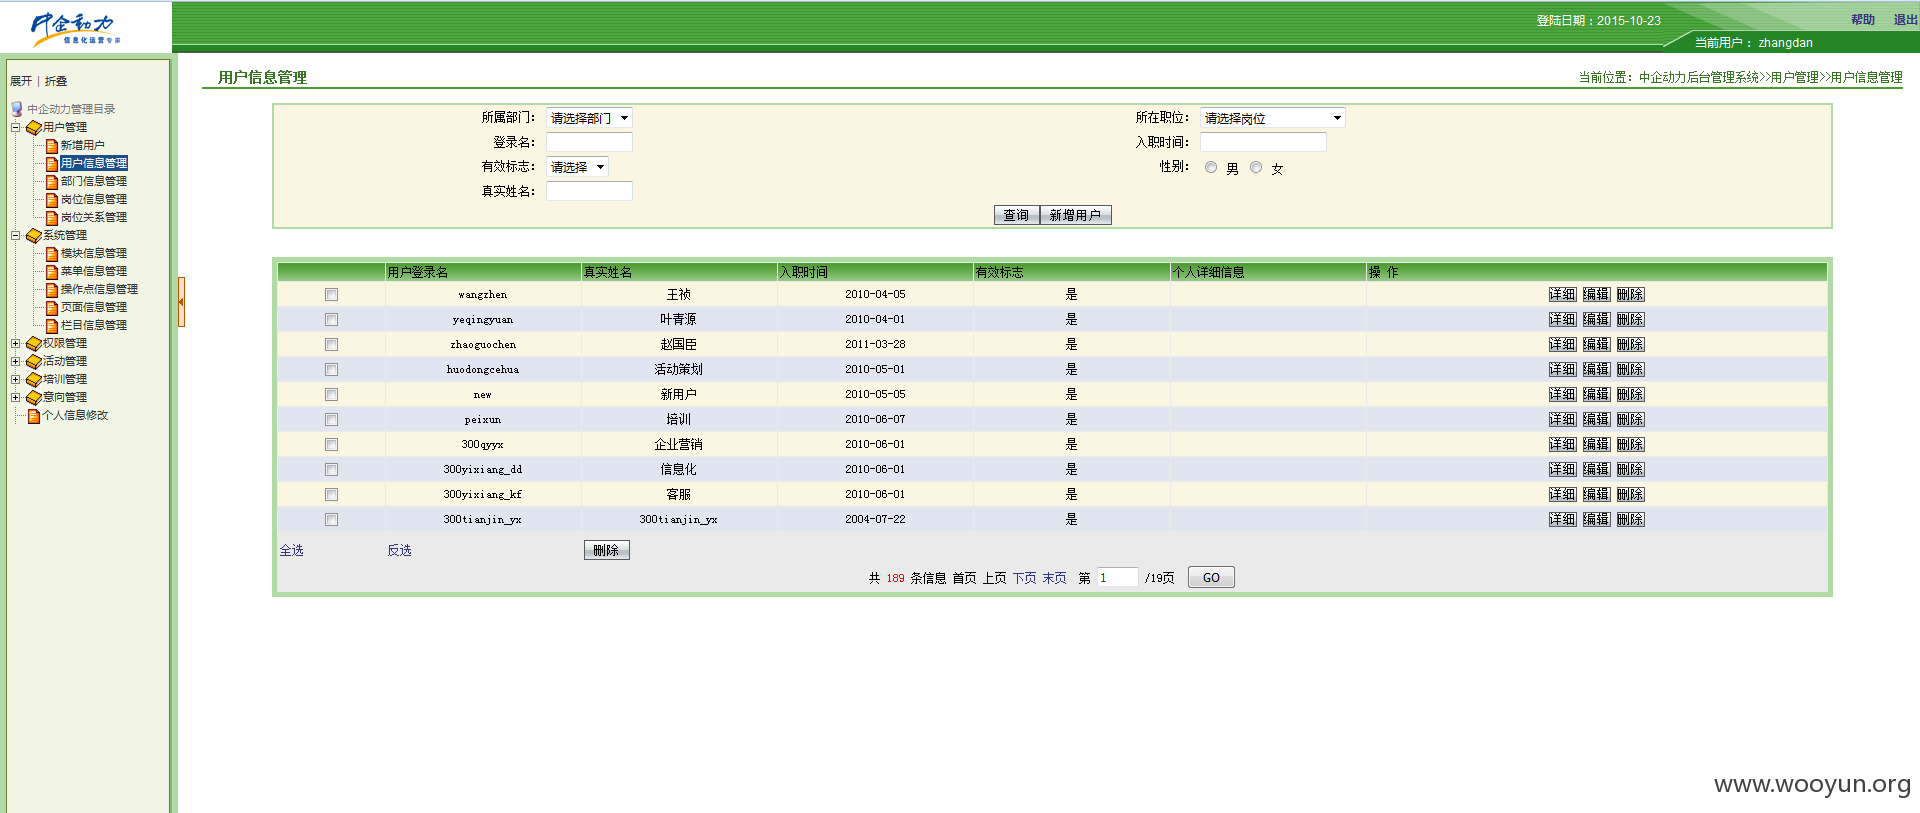 中企动力
信息化运营专家
登陆日期：2015-10-23
帮助 退出
当前用户： zhangdan
展开 | 折叠
中企动力管理目录
用户管理
新增用户
用户信息管理
部门信息管理
岗位信息管理
岗位关系管理
系统管理
模块信息管理
菜单信息管理
操作点信息管理
页面信息管理
栏目信息管理
权限管理
活动管理
培训管理
意向管理
个人信息修改
用户信息管理
当前位置：中企动力后台管理系统>>用户管理>>用户信息管理
所属部门： 请选择部门 所在职位： 请选择岗位
登录名： 入职时间：
有效标志： 请选择 性别： 男 女
真实姓名：
查询 新增用户
用户登录名 真实姓名 入职时间 有效标志 个人详细信息 操 作
wangzhen 王祯 2010-04-05 是 详细 编辑 删除
yeqingyuan 叶青源 2010-04-01 是 详细 编辑 删除
zhaoguochen 赵国臣 2011-03-28 是 详细 编辑 删除
huodongcehua 活动策划 2010-05-01 是 详细 编辑 删除
new 新用户 2010-05-05 是 详细 编辑 删除
peixun 培训 2010-06-07 是 详细 编辑 删除
300qyyx 企业营销 2010-06-01 是 详细 编辑 删除
300yixiang_dd 信息化 2010-06-01 是 详细 编辑 删除
300yixiang_kf 客服 2010-06-01 是 详细 编辑 删除
300tianjin_yx 300tianjin_yx 2004-07-22 是 详细 编辑 删除
全选 反选 删除
共 189 条信息 首页 上页 下页 末页 第 1 /19页 GO
www.wooyun.org